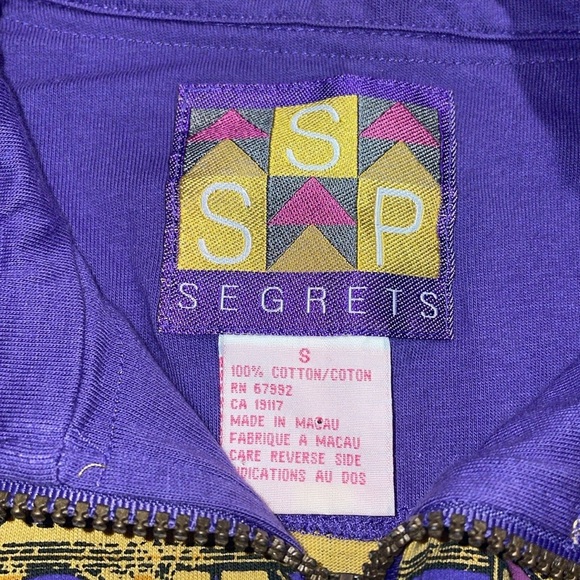 S
S P
SEGRETS
S
100% COTTON/COTON
RN 67992
CA 19117
MADE IN MACAU
FABRIQUE A MACAU
CARE REVERSE SIDE
INDICATIONS AU DOS